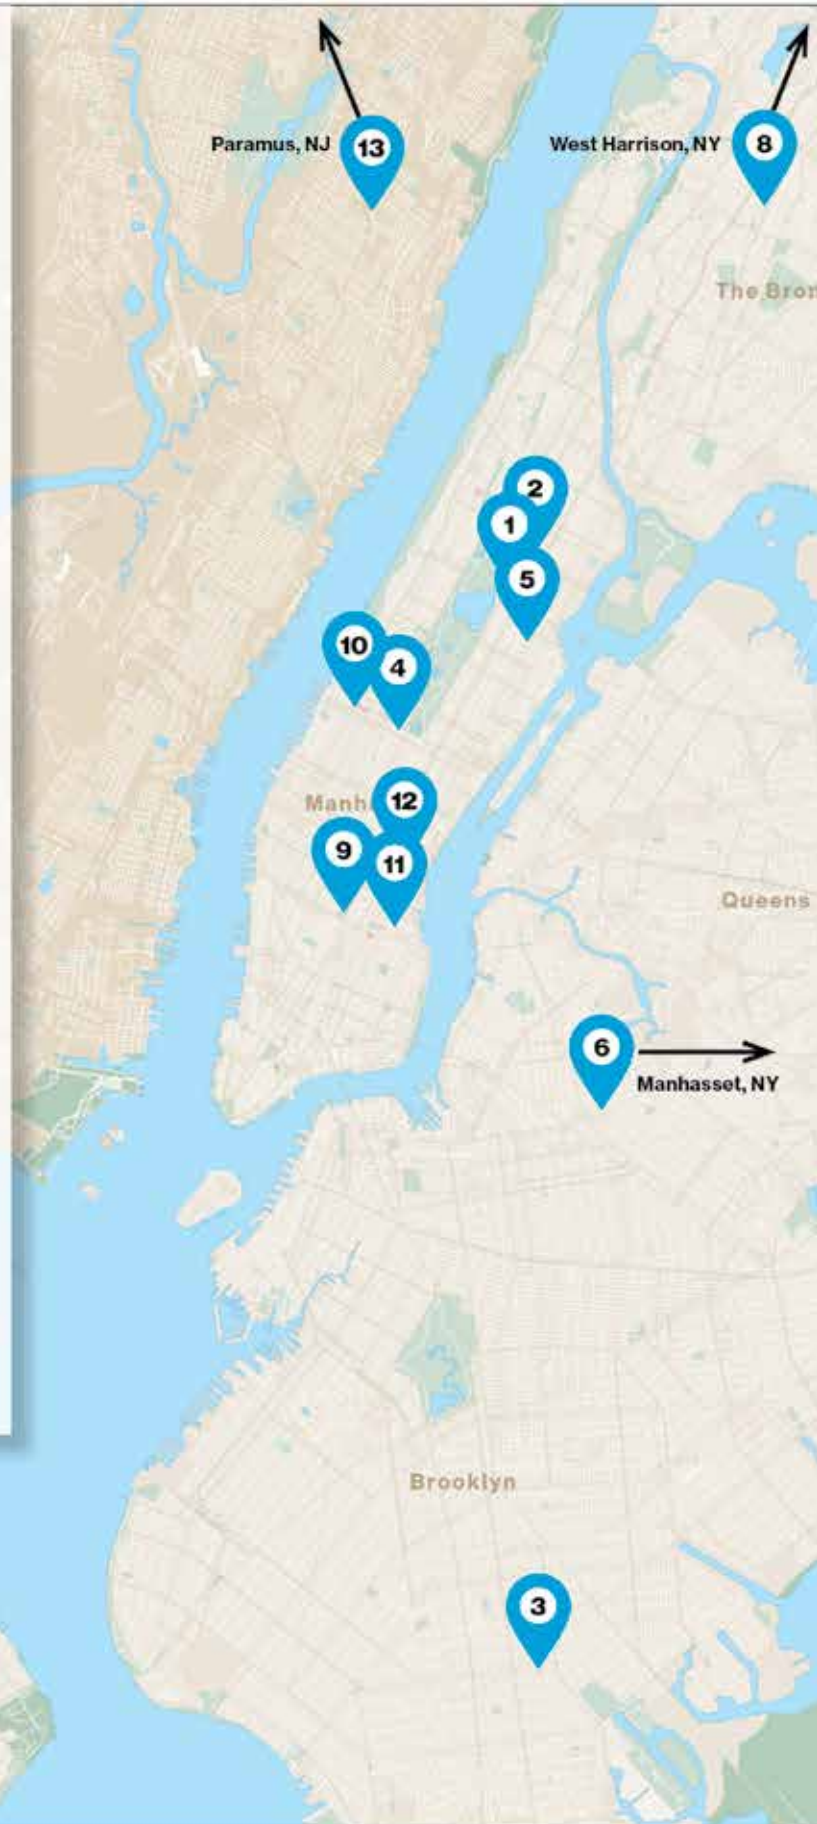 Paramus, NJ
13
West Harrison, NY
8
The Bron
2
1
5
10
4
Manh
12
9
11
Queens
6
Manhasset, NY
Brooklyn
3